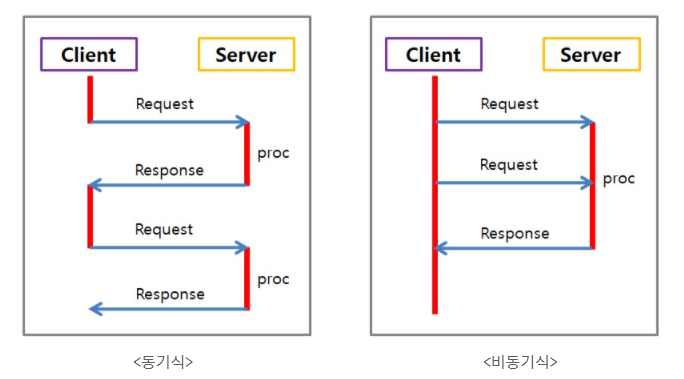 Client
Server
Request
proc
Response
Request
proc
Response
<동기식>
Client
Server
Request
Request
proc
Response
<비동기식>